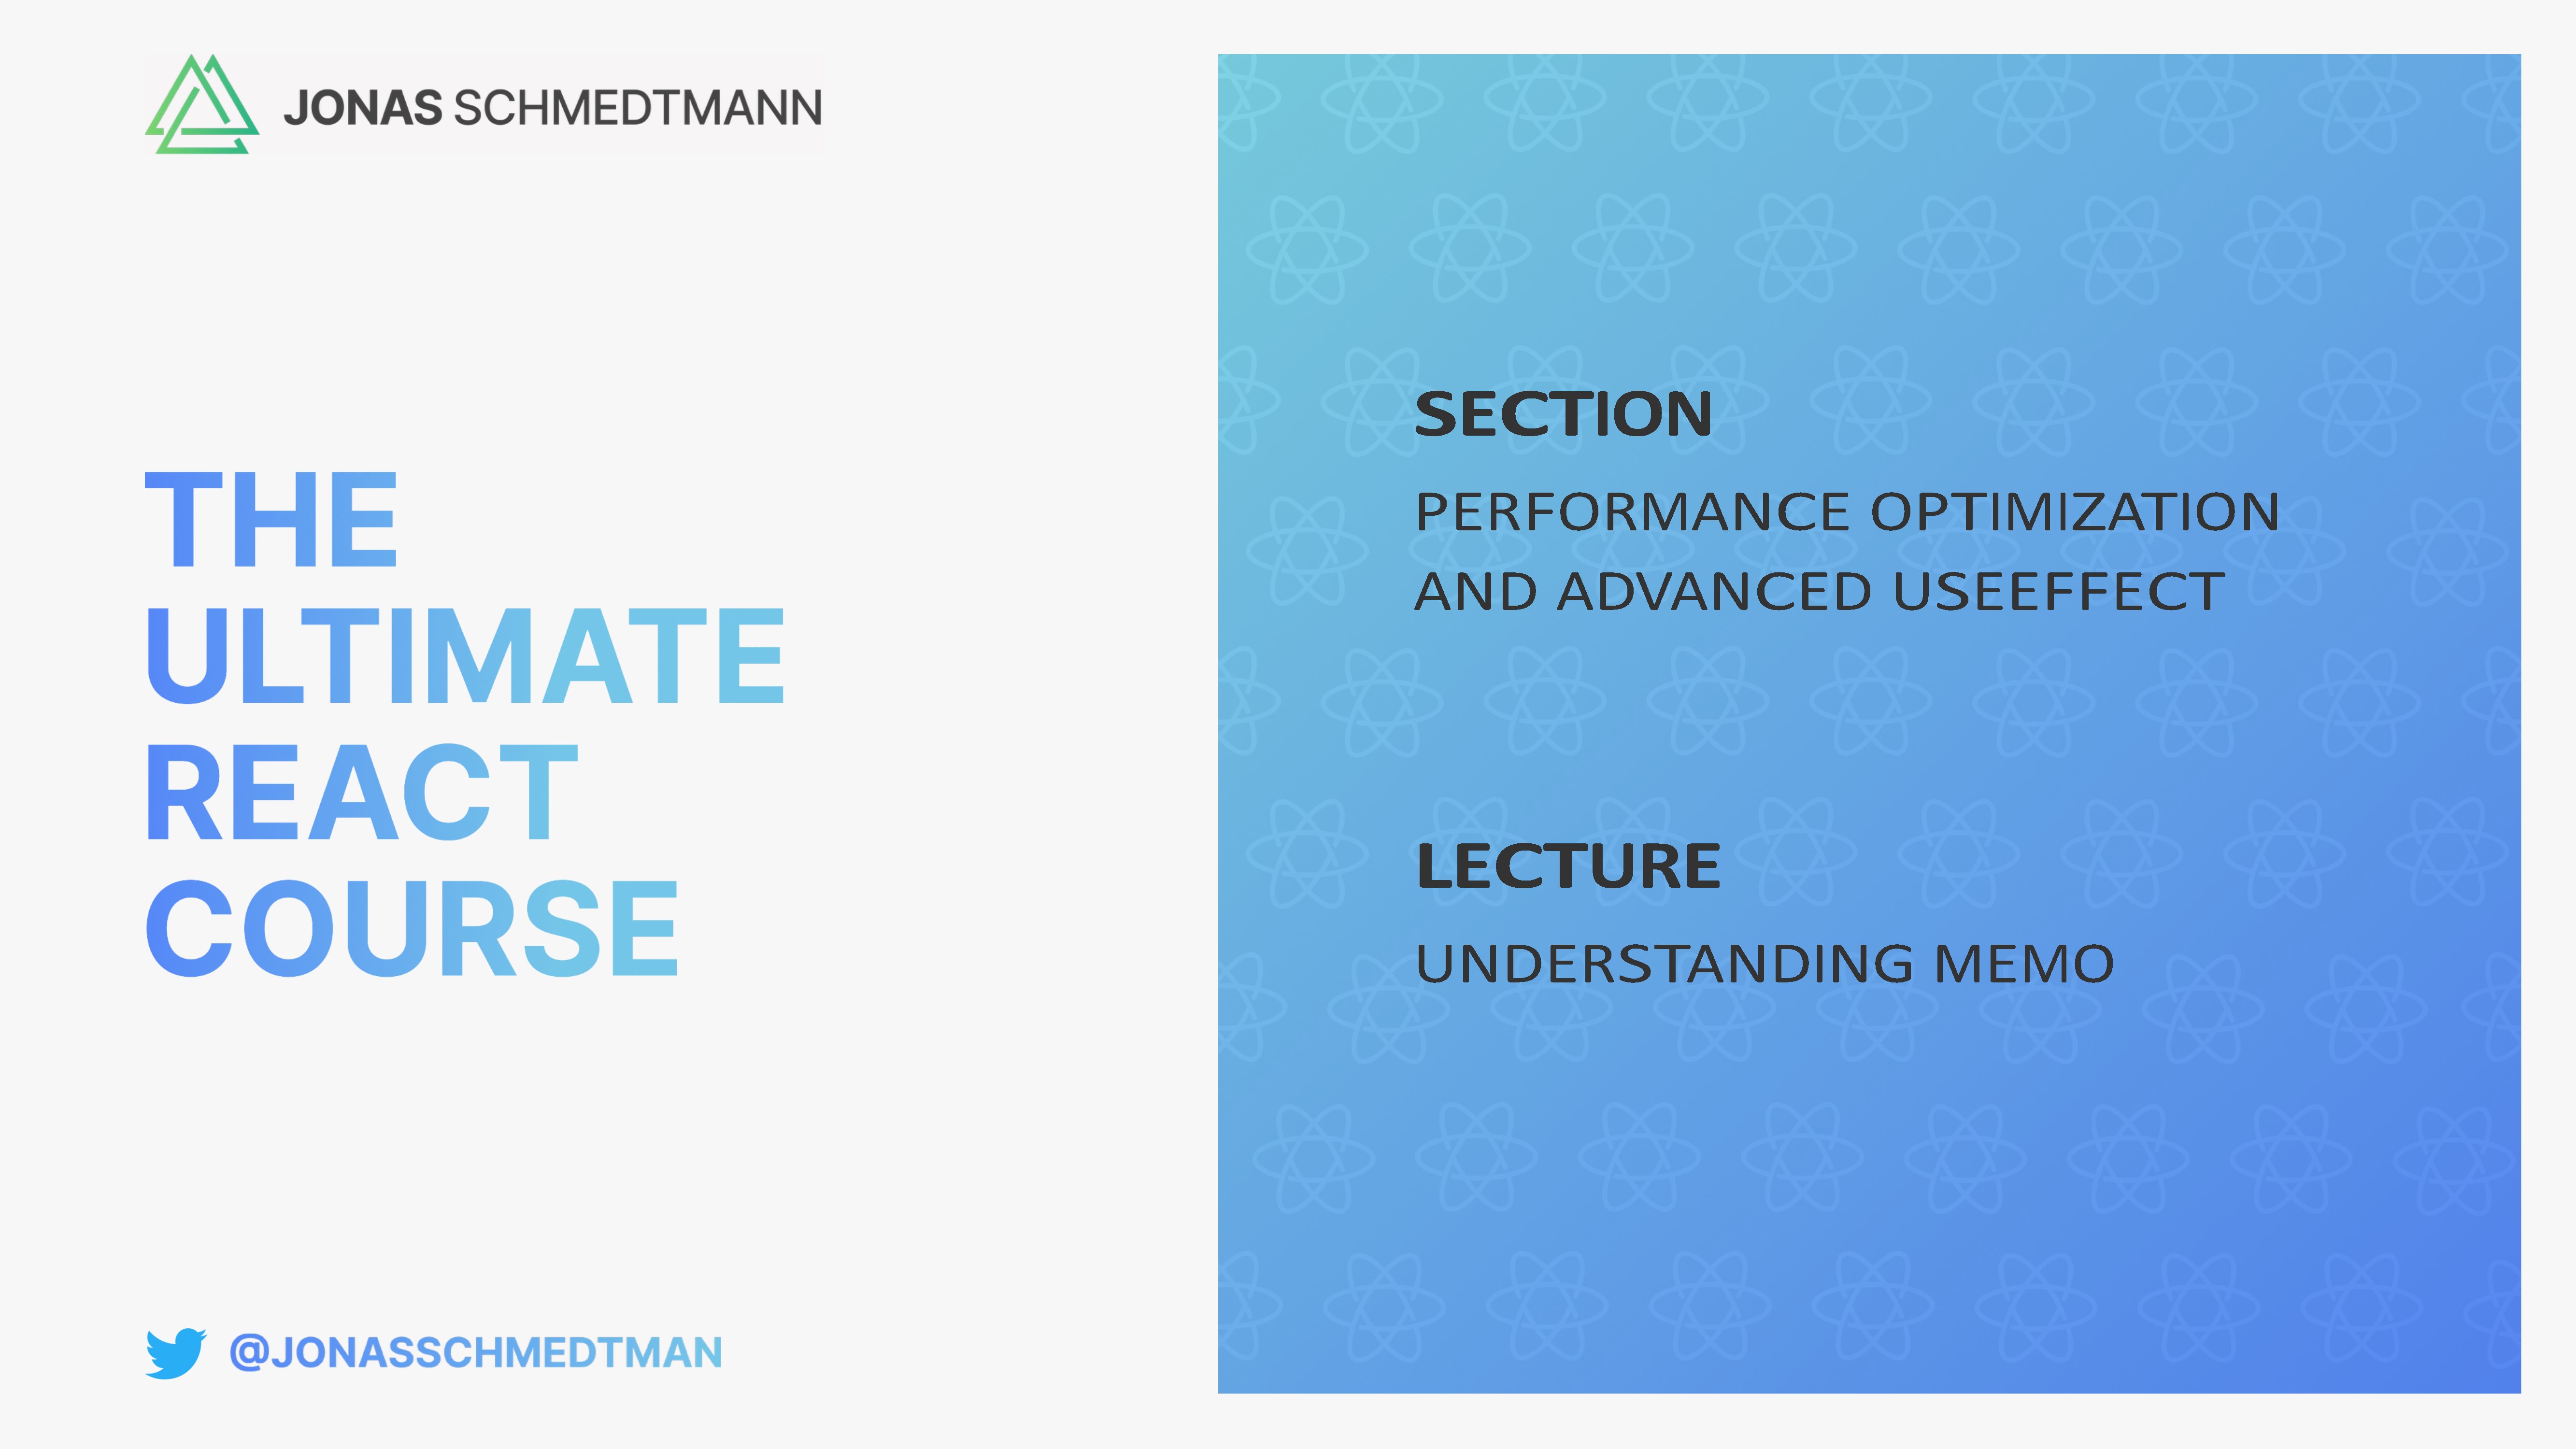 JONAS SCHMEDTMANN
THE
ULTIMATE
REACT
COURSE
@JONASSCHMEDTMAN
SECTION
PERFORMANCE OPTIMIZATION
AND ADVANCED USEEFFECT
LECTURE
UNDERSTANDING MEMO